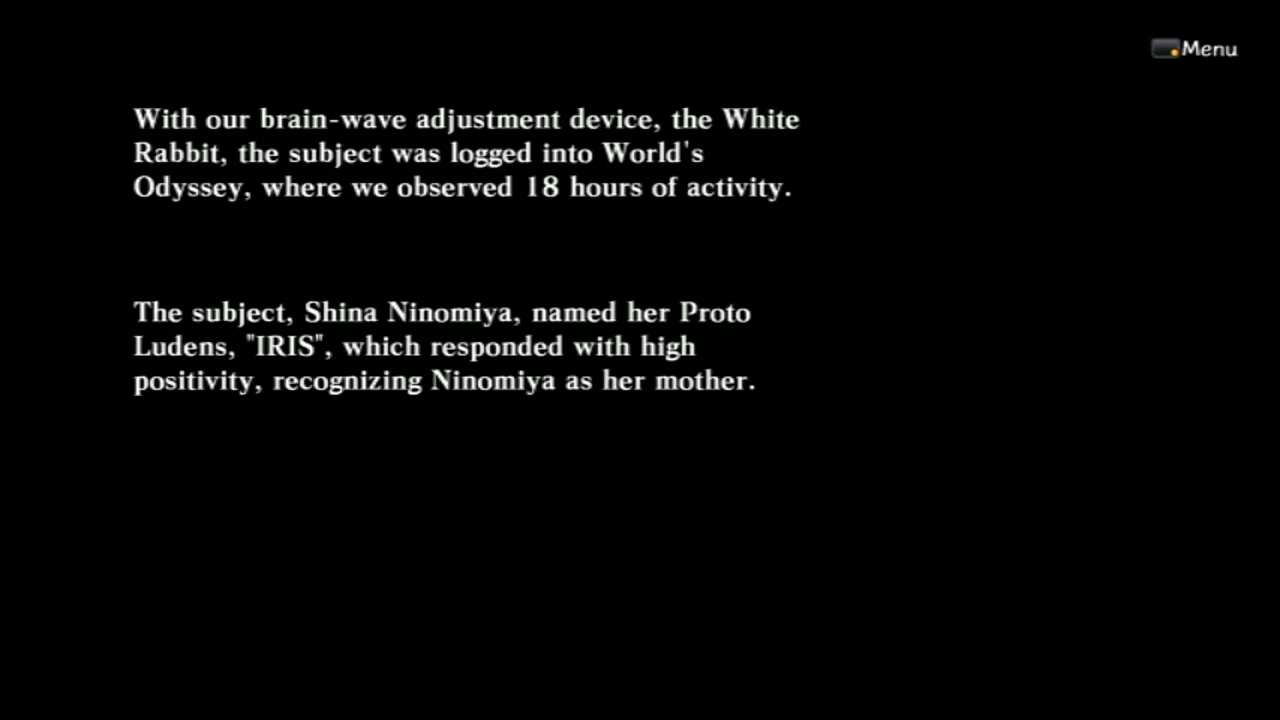 Menu
With our brain-wave adjustment device, the White
Rabbit, the subject was logged into World's
Odyssey, where we observed 18 hours of activity.
The subject, Shina Ninomiya, named her Proto
Ludens, "IRIS", which responded with high
positivity, recognizing Ninomiya as her mother.